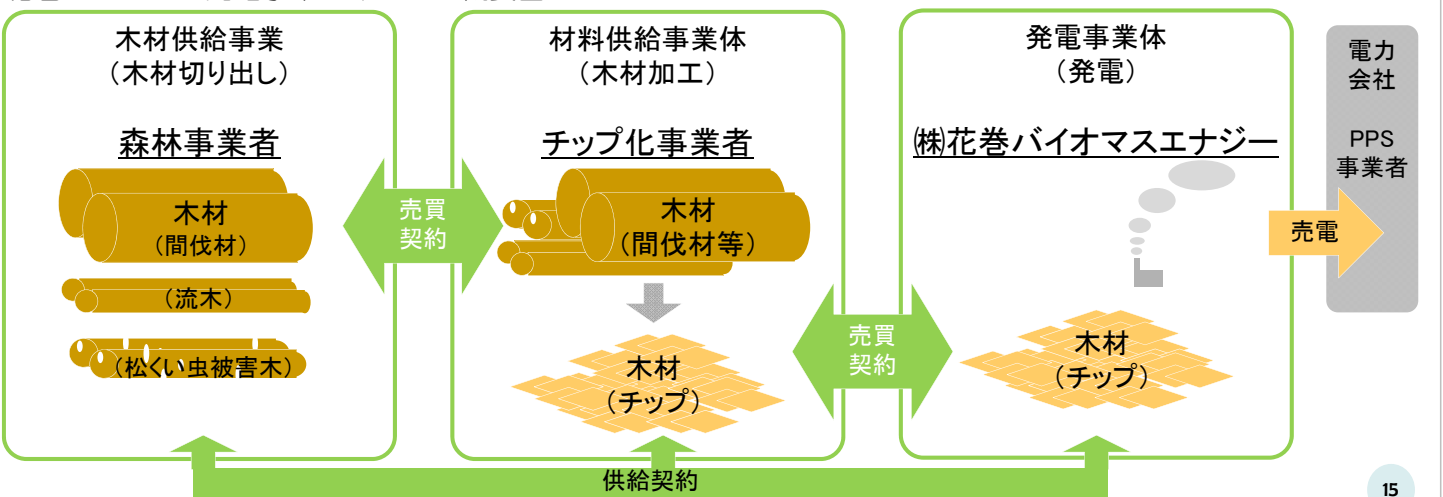 木材供給事業
（木材切り出し）
森林事業者
木材
（間伐材）
（流木）
（松くい虫被害木）
売買
契約
材料供給事業体
（木材加工）
チップ化事業者
木材
（間伐材等）
木材
（チップ）
売買
契約
発電事業体
（発電）
㈱花巻バイオマスエナジー
木材
（チップ）
売電
電力
会社
PPS
事業者
供給契約
15